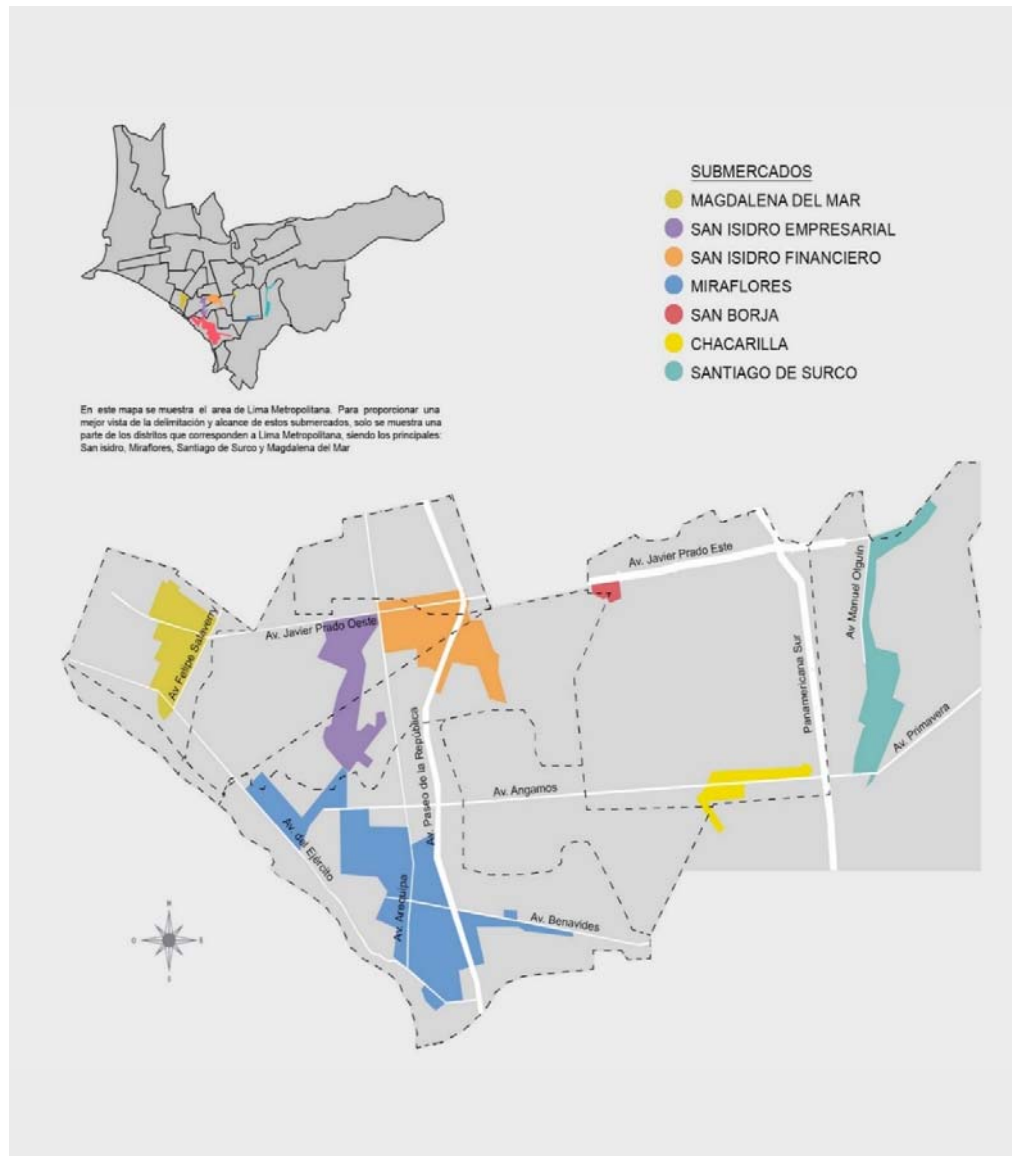 SUBMERCADOS
MAGDALENA DEL MAR
SAN ISIDRO EMPRESARIAL
SAN ISIDRO FINANCIERO
MIRAFLORES
SAN BORJA
CHACARILLA
SANTIAGO DE SURCO
En este mapa se muestra el area de Lima Metropolitana. Para proporcionar una
mejor vista de la delimitación y alcance de estos submercados, solo se muestra una
parte de los distritos que corresponden a Lima Metropolitana, siendo los principales:
San isidro, Miraflores, Santiago de Surco y Magdalena del Mar
Av. Javier Prado Este
Av Manuel Olguín
Av. Felipe Salaverry
Av. Javier Prado Oeste
Panamericana Sur
Av. Paseo de la República
Av. Primavera
Av. Angamos
Av. del Ejército
Av. Arequipa
Av. Benavides
N
O
E
S